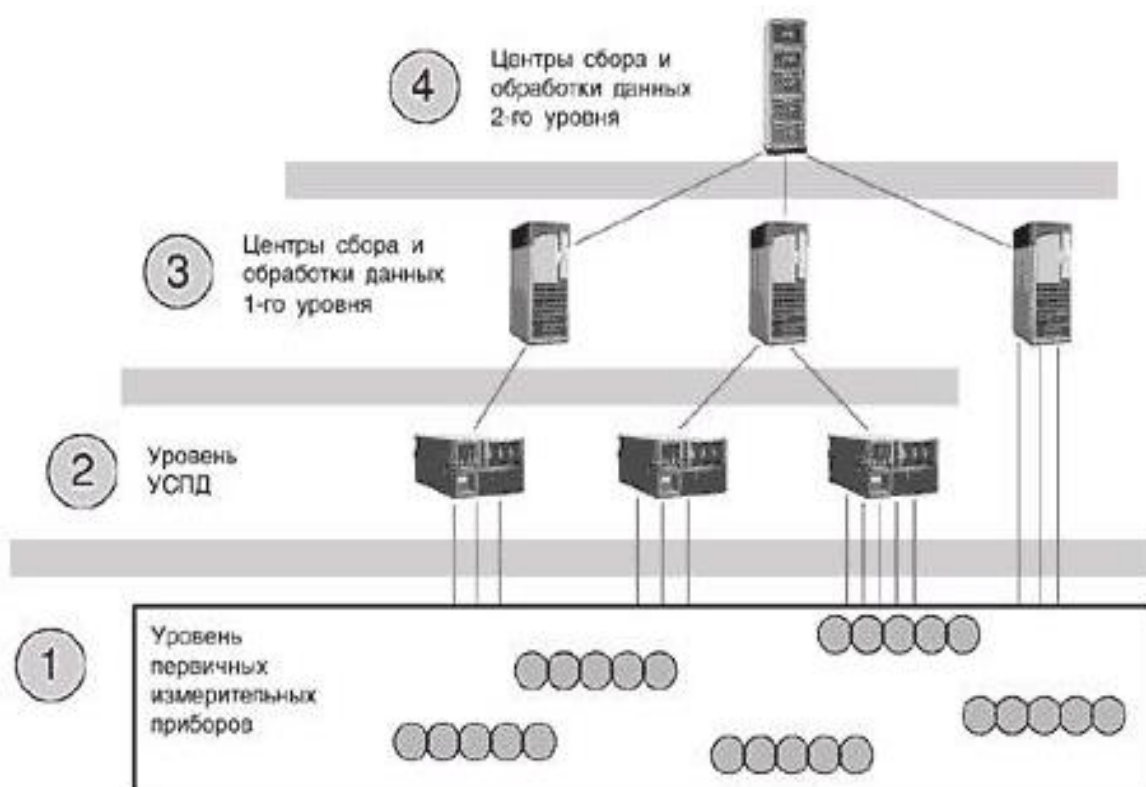 4
Центры сбора и
обработки данных
2-го уровня
3
Центры сбора и
обработки данных
1-го уровня
2
Уровень
УСПД
1
Уровень
первичных
измерительных
приборов